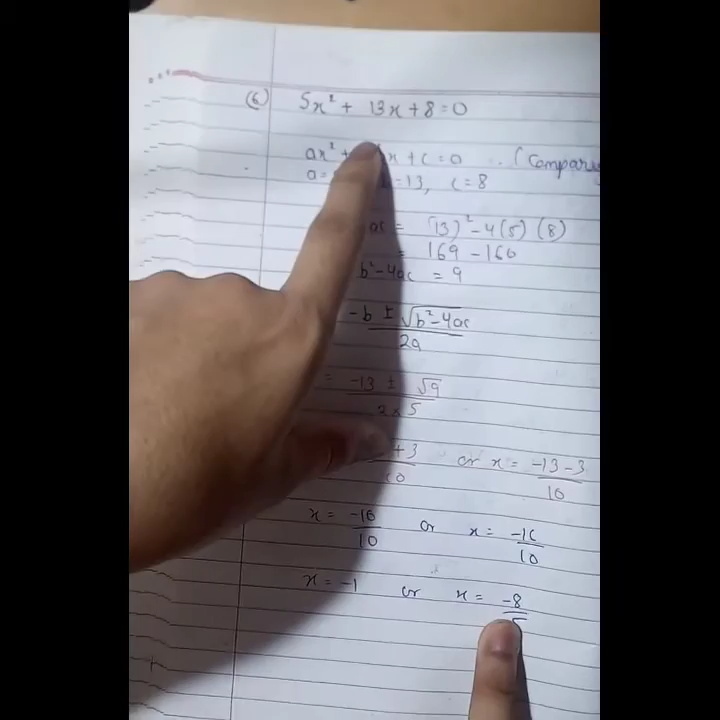 (6) 5x² + 13x + 8 = 0
ax² + x + c = 0 . (Comparing
a = = 13, c = 8
ac = (13)² - 4(5)(8)
= 169 - 160
b² - 4ac = 9
-b ± √b² - 4ac
2a
= -13 ± √9
2 x 5
+ 3 or x = -13 - 3
10 10
x = -10 or x = -16
10 10
x = -1 or x = -8